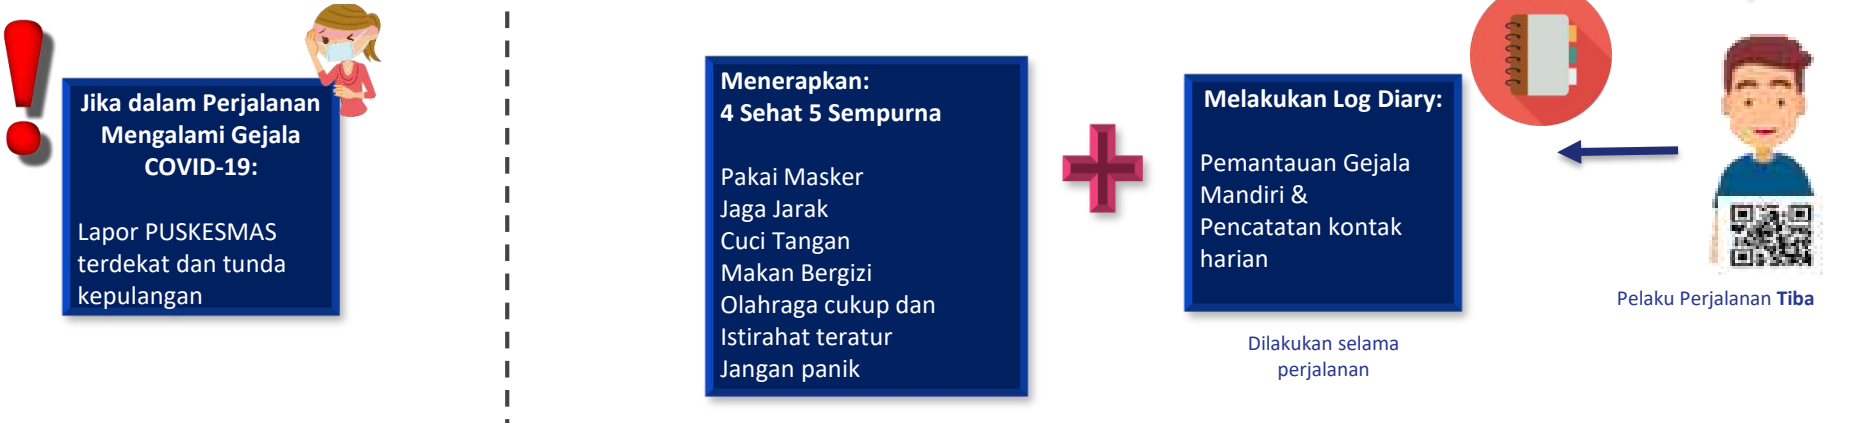 Jika dalam Perjalanan
Mengalami Gejala
COVID-19:
Lapor PUSKESMAS
terdekat dan tunda
kepulangan
Menerapkan:
4 Sehat 5 Sempurna
Pakai Masker
Jaga Jarak
Cuci Tangan
Makan Bergizi
Olahraga cukup dan
Istirahat teratur
Jangan panik
Melakukan Log Diary:
Pemantauan Gejala
Mandiri &
Pencatatan kontak
harian
Dilakukan selama
perjalanan
Pelaku Perjalanan Tiba